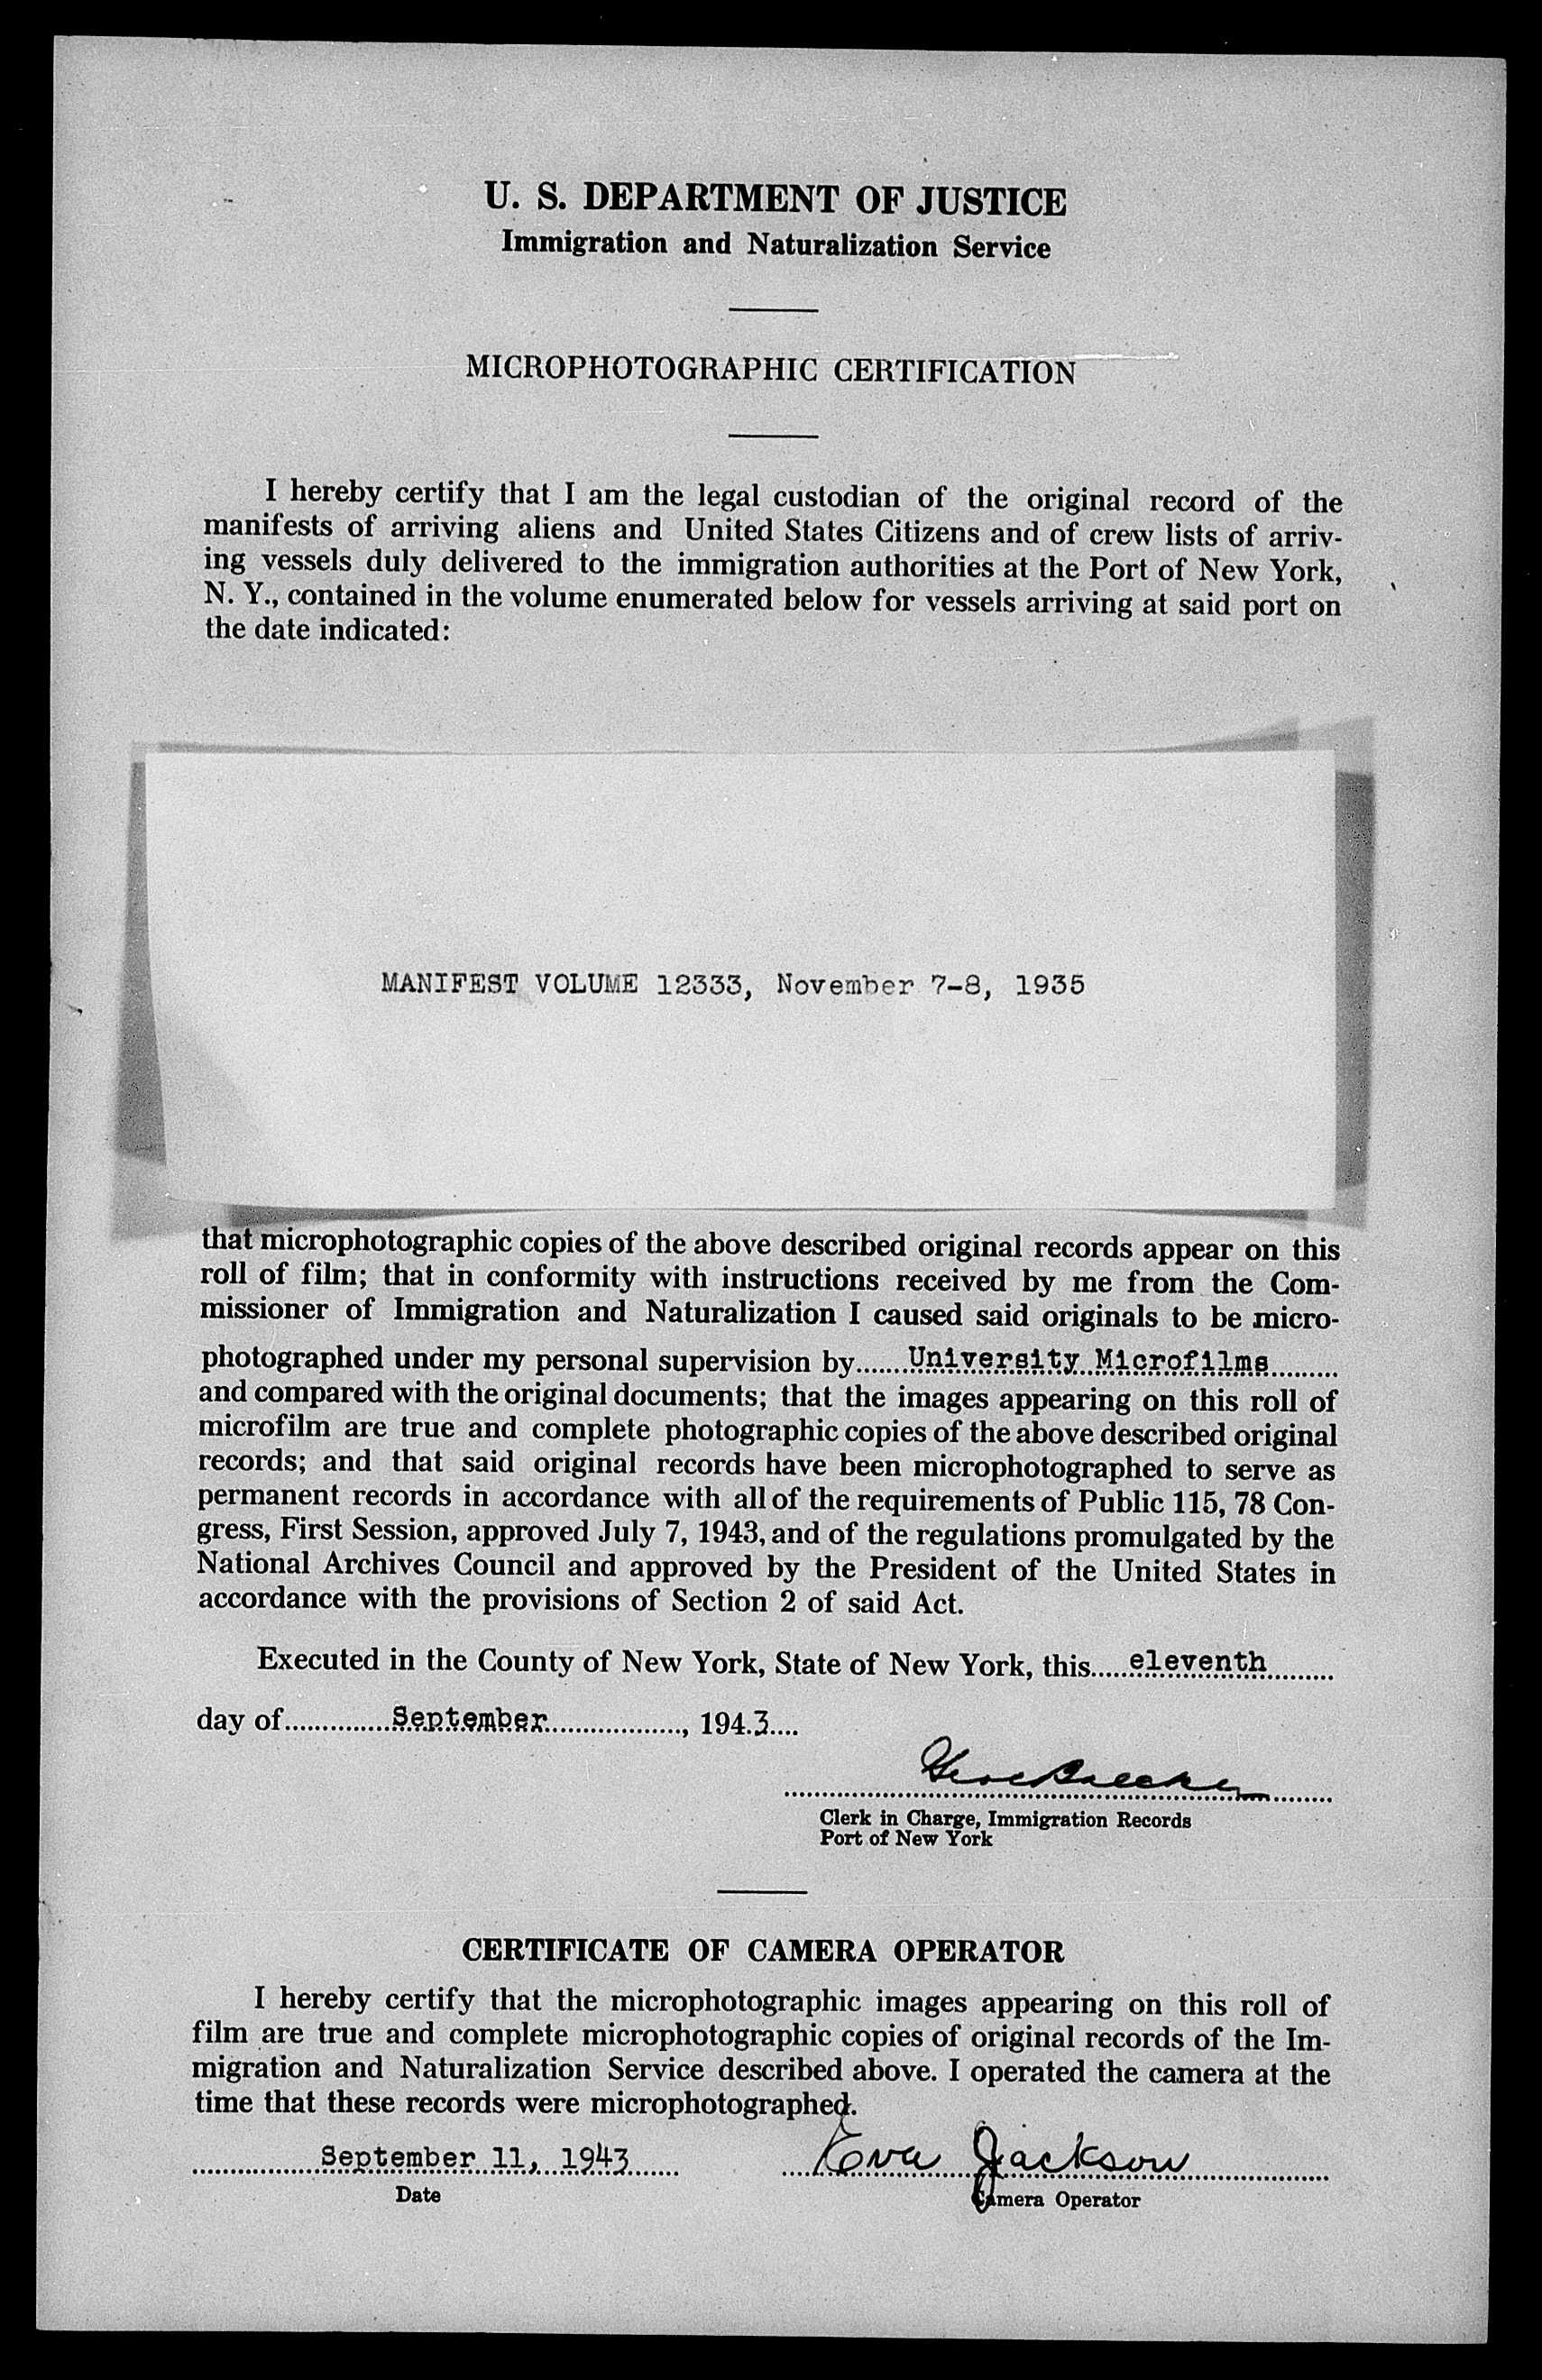 U. S. DEPARTMENT OF JUSTICE
Immigration and Naturalization Service
MICROPHOTOGRAPHIC CERTIFICATION
I hereby certify that I am the legal custodian of the original record of the
manifests of arriving aliens and United States Citizens and of crew lists of arriv-
ing vessels duly delivered to the immigration authorities at the Port of New York,
N. Y., contained in the volume enumerated below for vessels arriving at said port on
the date indicated:
MANIFEST VOLUME 12333, November 7-8, 1935
that microphotographic copies of the above described original records appear on this
roll of film; that in conformity with instructions received by me from the Com-
missioner of Immigration and Naturalization I caused said originals to be micro-
photographed under my personal supervision by University Microfilms
and compared with the original documents; that the images appearing on this roll of
microfilm are true and complete photographic copies of the above described original
records; and that said original records have been microphotographed to serve as
permanent records in accordance with all of the requirements of Public 115, 78 Con-
gress, First Session, approved July 7, 1943, and of the regulations promulgated by the
National Archives Council and approved by the President of the United States in
accordance with the provisions of Section 2 of said Act.
Executed in the County of New York, State of New York, this eleventh
day of September, 1943
Clerk in Charge, Immigration Records
Port of New York
CERTIFICATE OF CAMERA OPERATOR
I hereby certify that the microphotographic images appearing on this roll of
film are true and complete microphotographic copies of original records of the Im-
migration and Naturalization Service described above. I operated the camera at the
time that these records were microphotographed.
September 11, 1943 Eva Jackson
Date Camera Operator